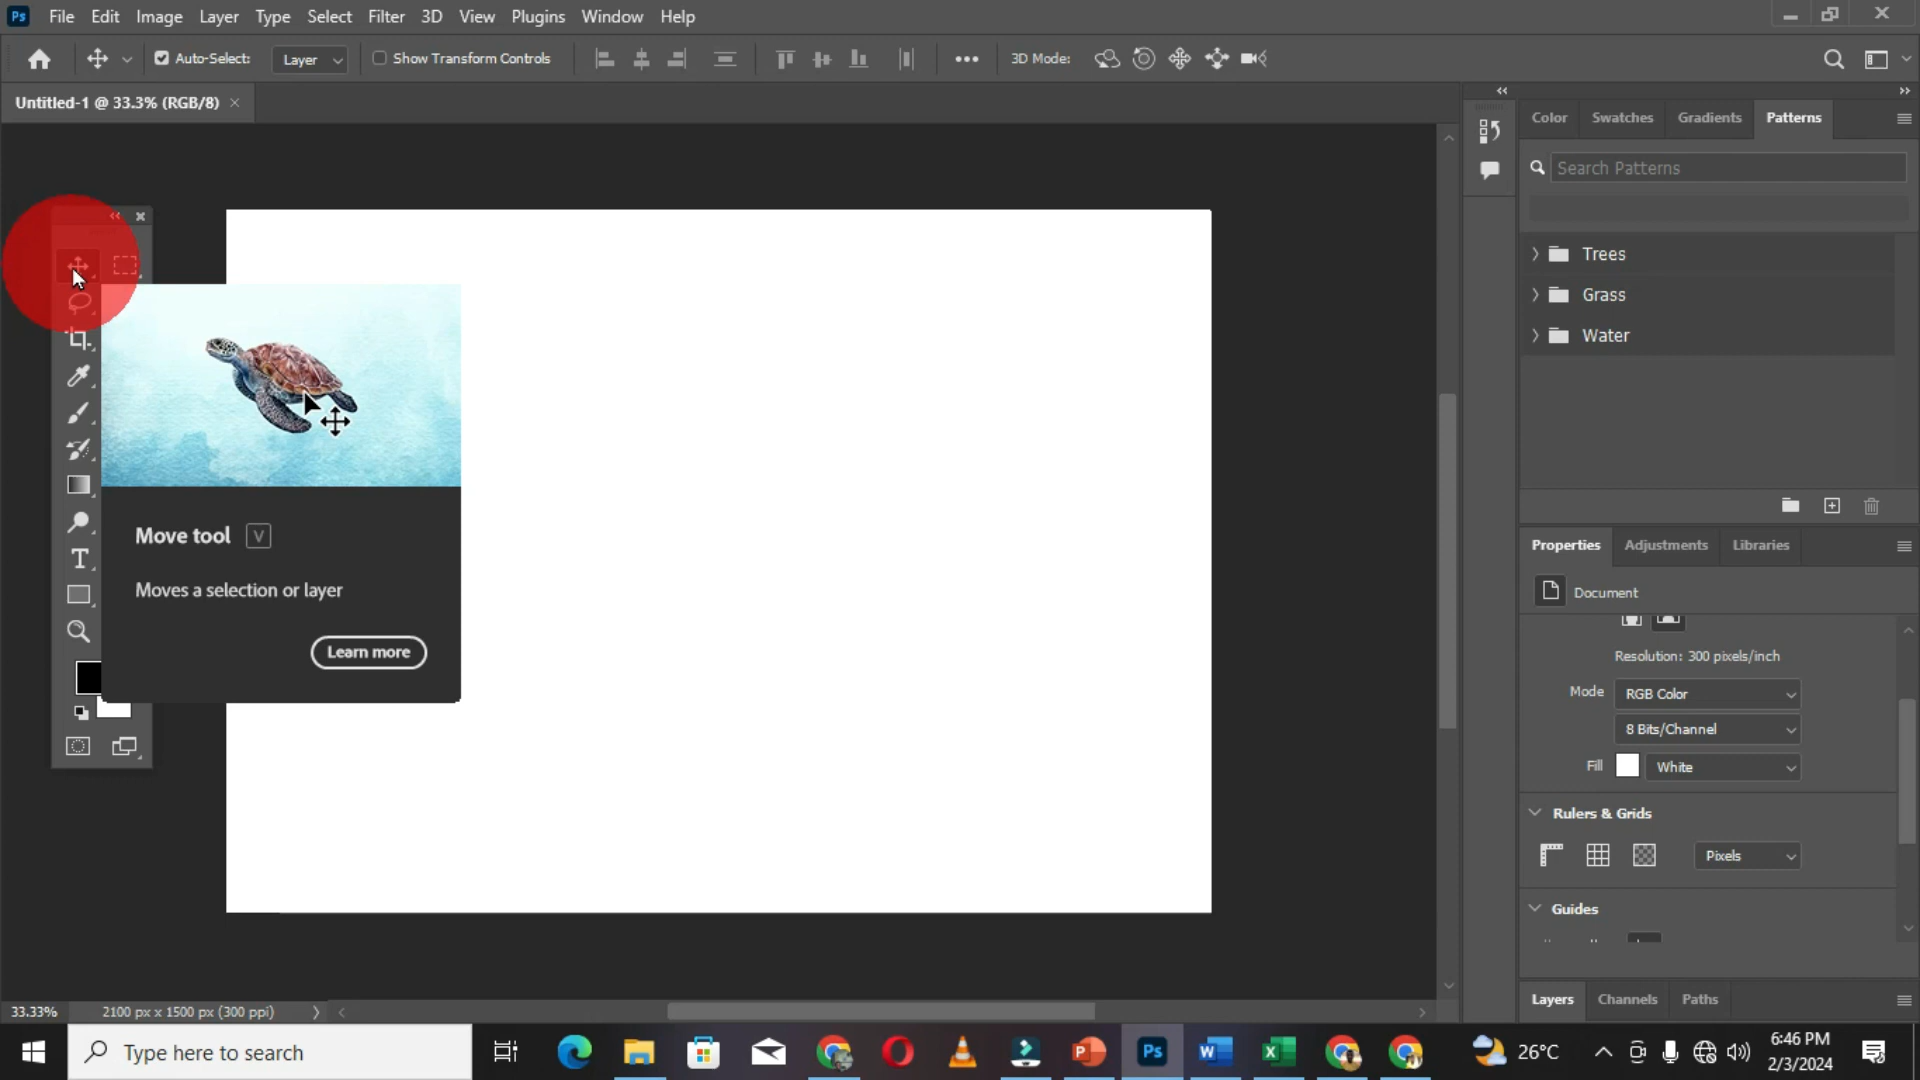 Ps File Edit Image Layer Type Select Filter 3D View Plugins Window Help
Auto-Select: Layer Show Transform Controls 3D Mode:
Untitled-1 @ 33.3% (RGB/8)
Color Swatches Gradients Patterns
Search Patterns
Trees
Grass
Water
Move tool V
Moves a selection or layer
Learn more
T
Properties Adjustments Libraries
Document
Resolution: 300 pixels/inch
Mode RGB Color
8 Bits/Channel
Fill White
Rulers & Grids
Pixels
Guides
Layers Channels Paths
33.33% 2100 px x 1500 px (300 ppi)
Type here to search
Ps
26°C
6:46 PM
2/3/2024